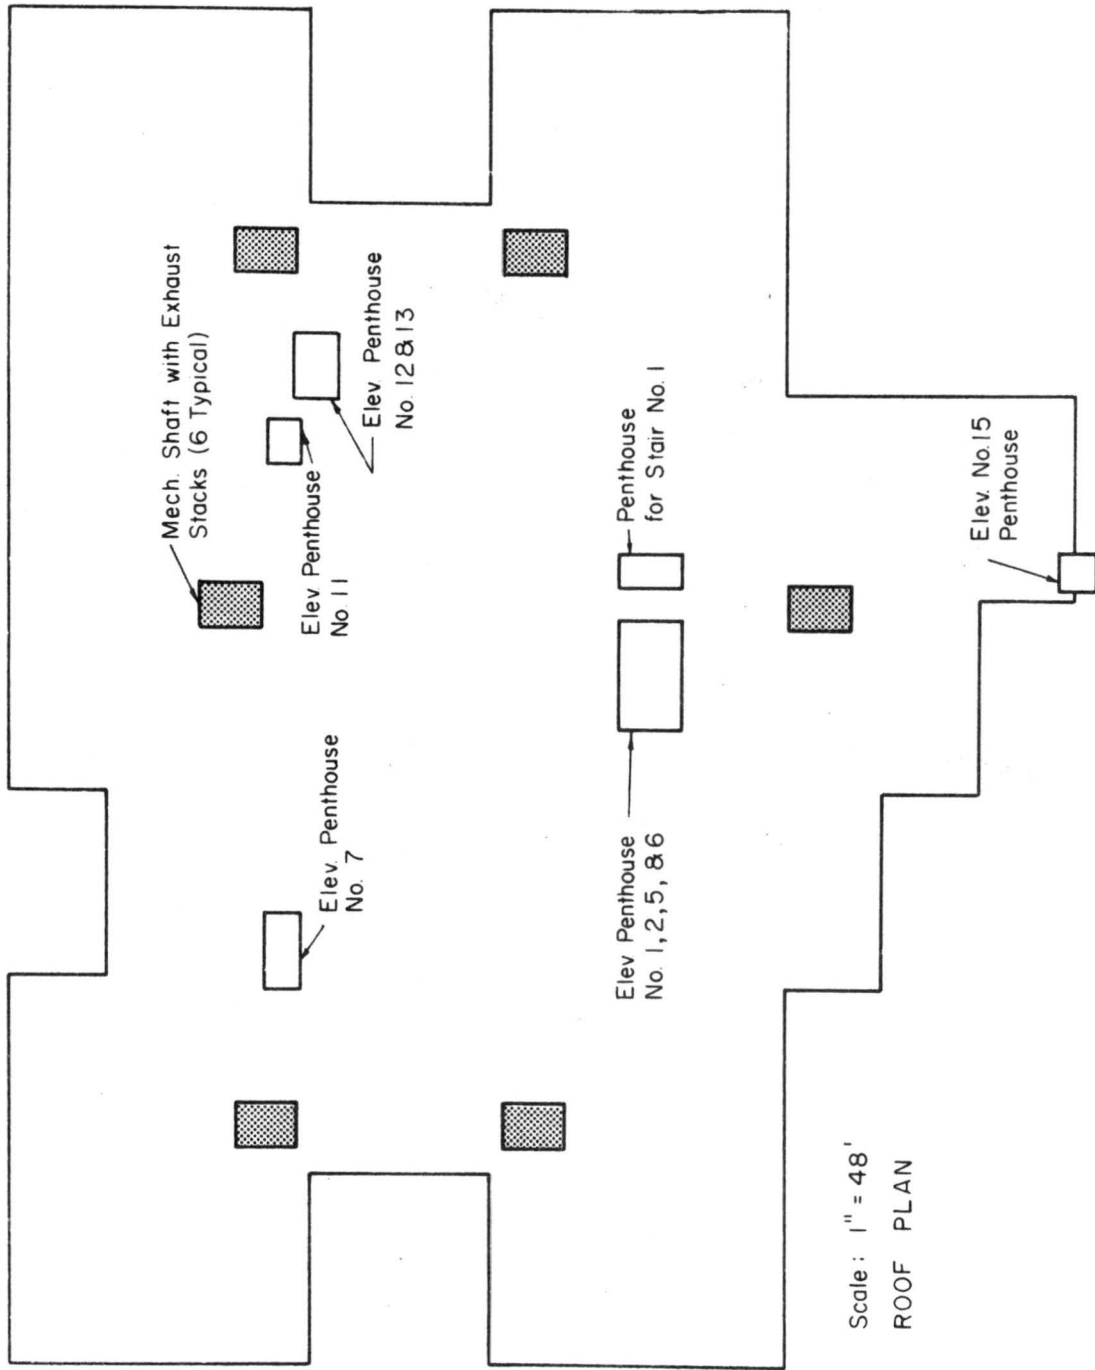 Mech. Shaft with Exhaust
Stacks (6 Typical)
Elev. Penthouse
No. 12 & 13
Elev Penthouse
No. 11
Elev. Penthouse
No. 7
Penthouse
for Stair No. 1
Elev Penthouse
No. 1, 2, 5, & 6
Elev. No. 15
Penthouse
Scale: 1" = 48'
ROOF PLAN